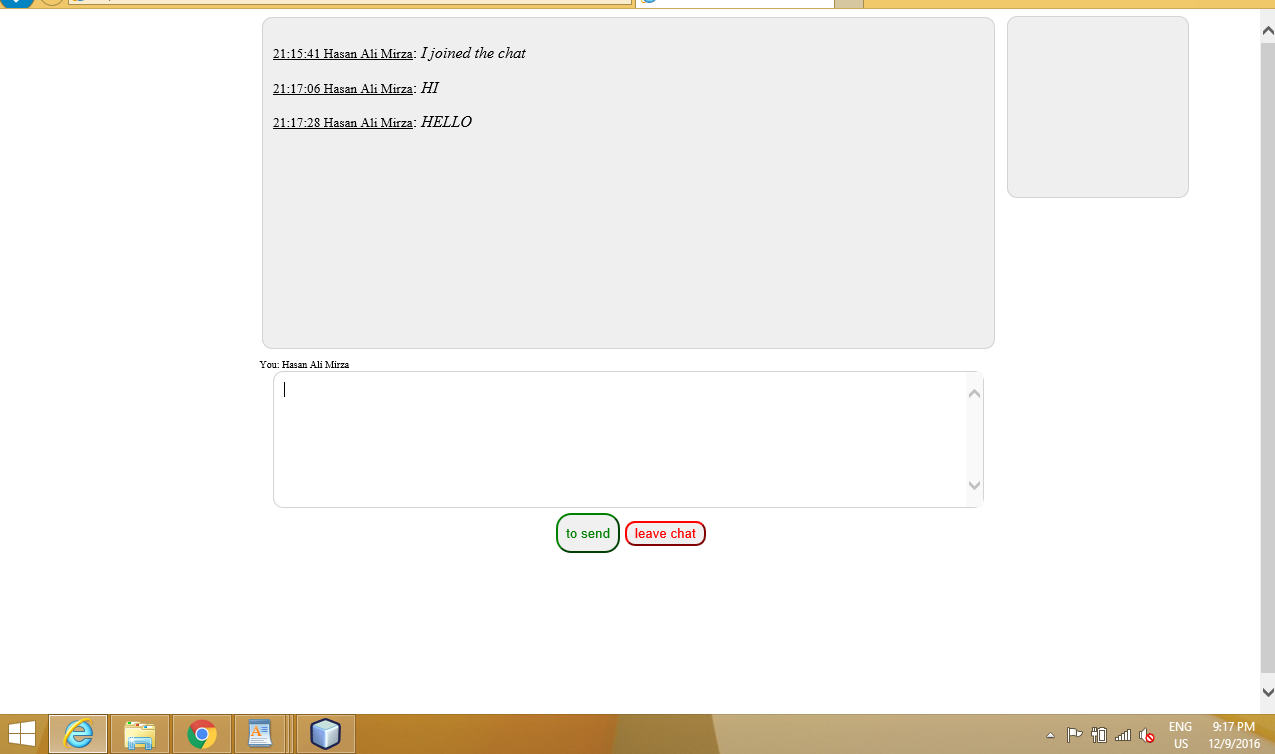 21:15:41 Hasan Ali Mirza: I joined the chat
21:17:06 Hasan Ali Mirza: HI
21:17:28 Hasan Ali Mirza: HELLO
You: Hasan Ali Mirza
to send
leave chat
ENG
US
9:17 PM
12/9/2016